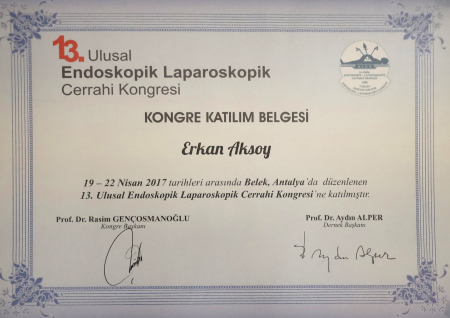 13. Ulusal
Endoskopik Laparoskopik
Cerrahi Kongresi
KONGRE KATILIM BELGESİ
Erkan Aksoy
19 – 22 Nisan 2017 tarihleri arasında Belek, Antalya'da düzenlenen
13. Ulusal Endoskopik Laparoskopik Cerrahi Kongresi'ne katılmıştır.
Prof. Dr. Rasim GENÇOSMANOĞLU
Kongre Başkanı
Prof. Dr. Aydın ALPER
Dernek Başkanı
Aydın Alper